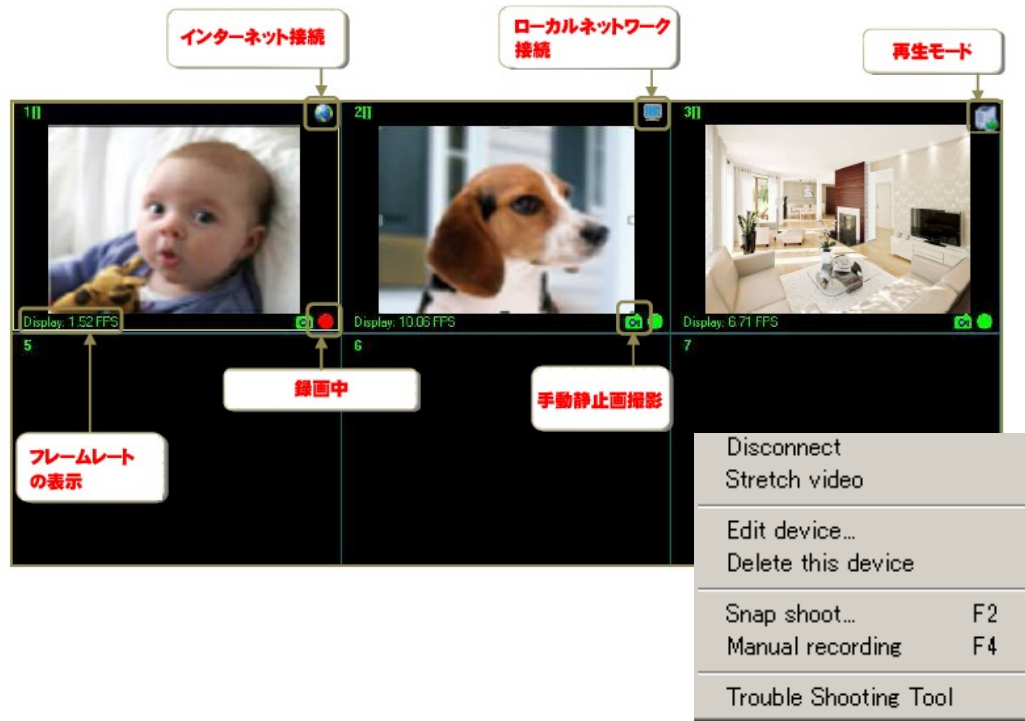 インターネット接続
ローカルネットワーク
接続
再生モード
1[]
2[]
3[]
Display: 1.52 FPS
Display: 10.06 FPS
Display: 6.71 FPS
5
6
7
録画中
手動静止画撮影
フレームレート
の表示
Disconnect
Stretch video
Edit device...
Delete this device
Snap shoot... F2
Manual recording F4
Trouble Shooting Tool